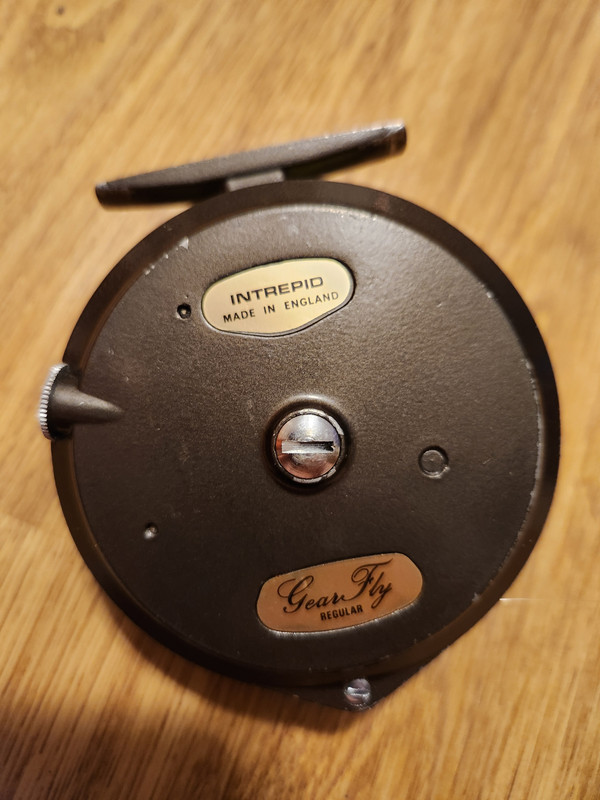 INTREPID
MADE IN ENGLAND
Gear Fly
REGULAR